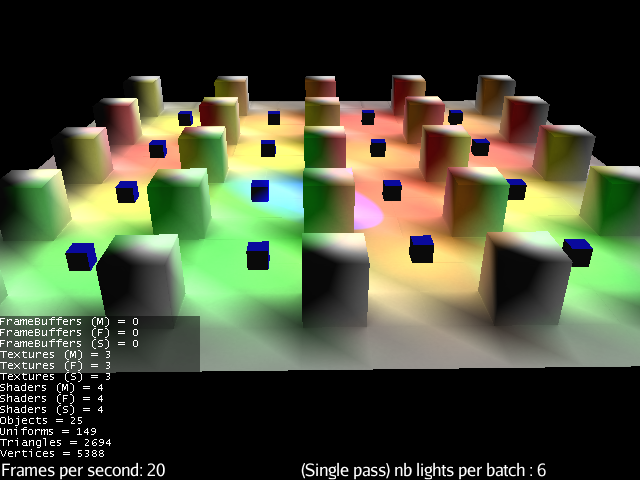 FrameBuffers (M) = 0
FrameBuffers (F) = 0
FrameBuffers (S) = 0
Textures (M) = 3
Textures (F) = 3
Textures (S) = 3
Shaders (M) = 4
Shaders (F) = 4
Shaders (S) = 4
Objects = 25
Uniforms = 149
Triangles = 2694
Vertices = 5388
Frames per second: 20
(Single pass) nb lights per batch : 6